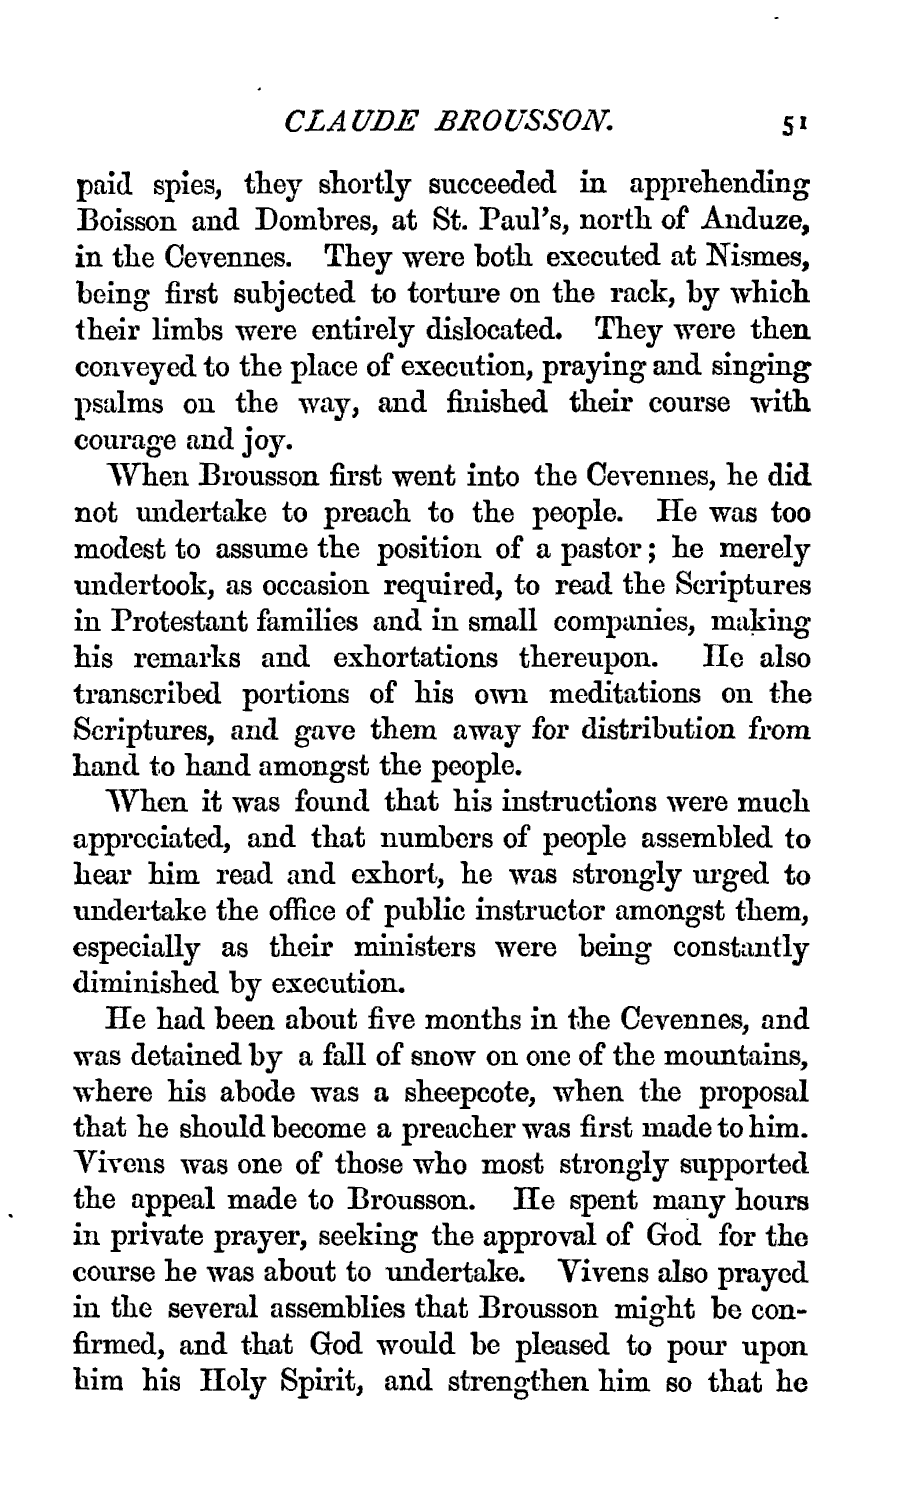 CLAUDE BROUSSON. 51
paid spies, they shortly succeeded in apprehending
Boisson and Dombres, at St. Paul's, north of Anduze,
in the Cevennes. They were both executed at Nismes,
being first subjected to torture on the rack, by which
their limbs were entirely dislocated. They were then
conveyed to the place of execution, praying and singing
psalms on the way, and finished their course with
courage and joy.
When Brousson first went into the Cevennes, he did
not undertake to preach to the people. He was too
modest to assume the position of a pastor; he merely
undertook, as occasion required, to read the Scriptures
in Protestant families and in small companies, making
his remarks and exhortations thereupon. He also
transcribed portions of his own meditations on the
Scriptures, and gave them away for distribution from
hand to hand amongst the people.
When it was found that his instructions were much
appreciated, and that numbers of people assembled to
hear him read and exhort, he was strongly urged to
undertake the office of public instructor amongst them,
especially as their ministers were being constantly
diminished by execution.
He had been about five months in the Cevennes, and
was detained by a fall of snow on one of the mountains,
where his abode was a sheepcote, when the proposal
that he should become a preacher was first made to him.
Vivens was one of those who most strongly supported
the appeal made to Brousson. He spent many hours
in private prayer, seeking the approval of God for the
course he was about to undertake. Vivens also prayed
in the several assemblies that Brousson might be con-
firmed, and that God would be pleased to pour upon
him his Holy Spirit, and strengthen him so that he